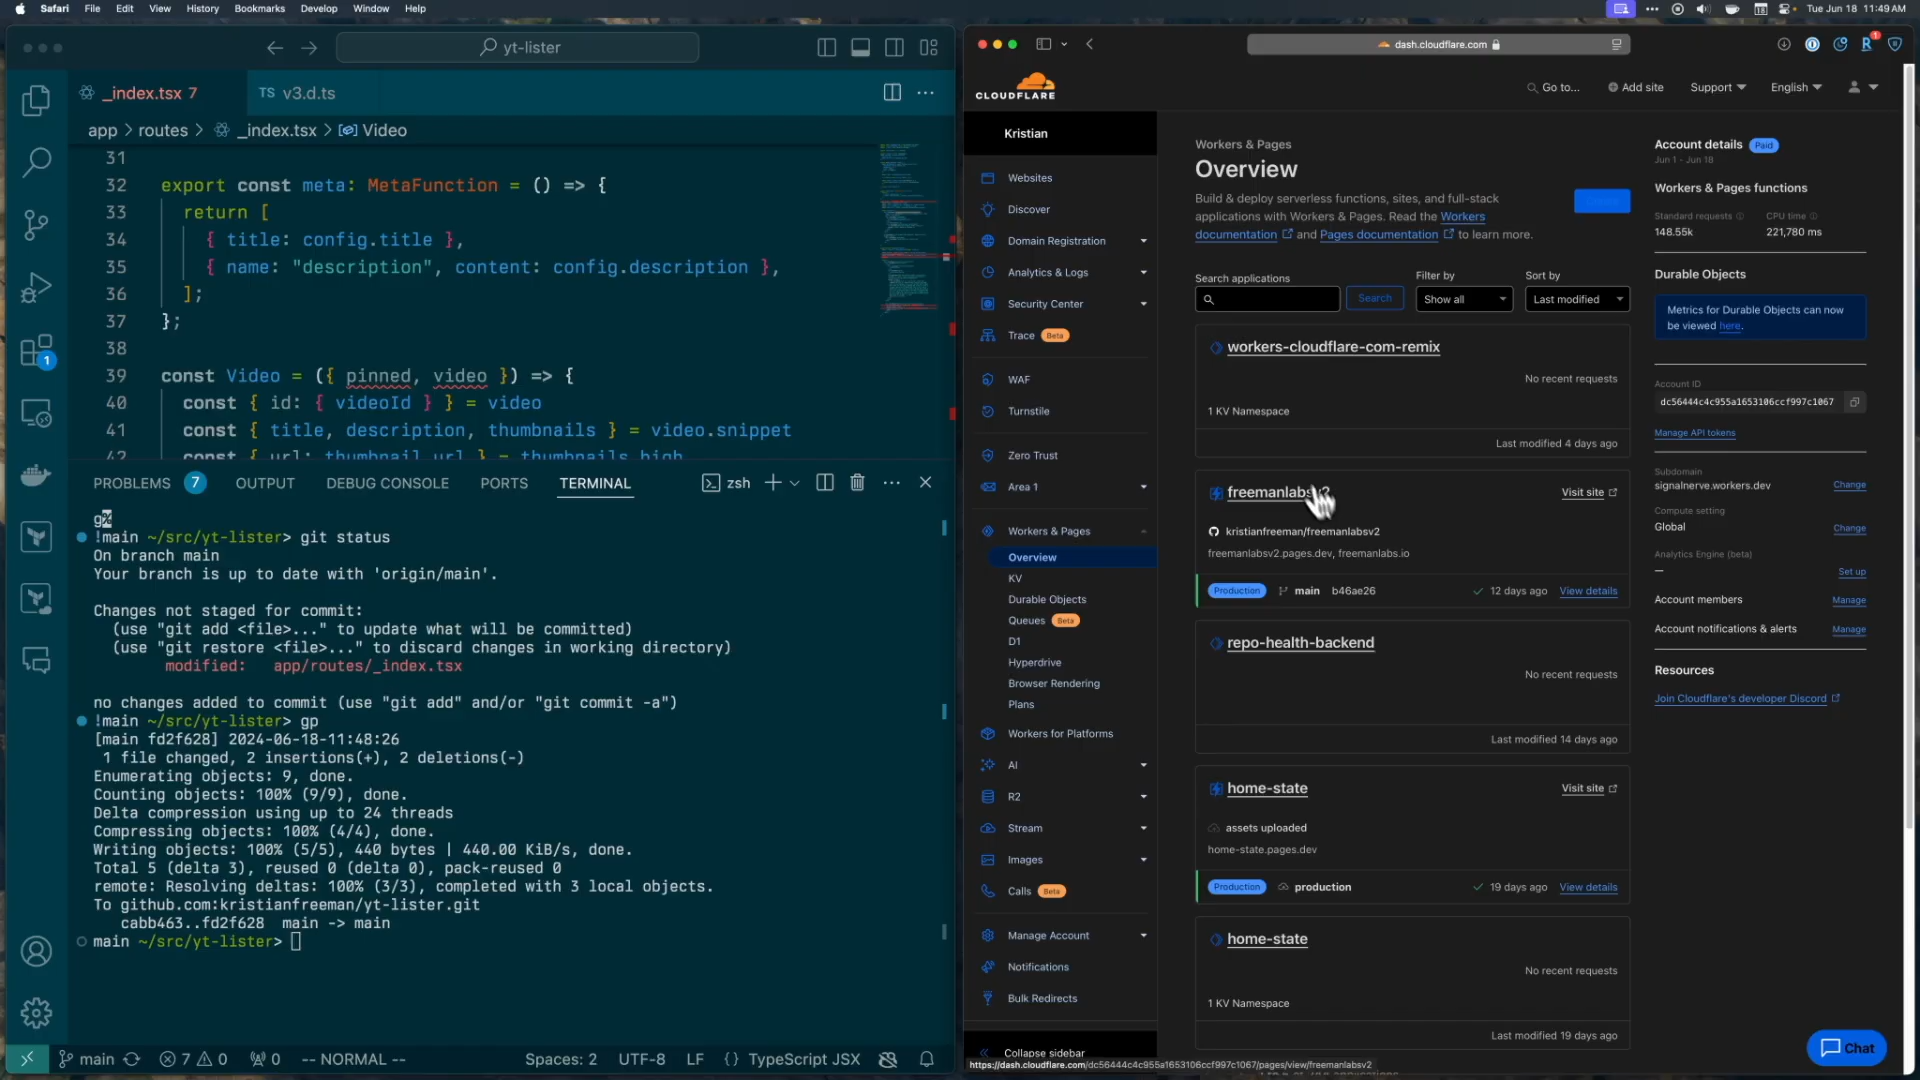 Safari File Edit View History Bookmarks Develop Window Help
Tue Jun 18 11:49 AM
yt-lister
_index.tsx 7
TS v3.d.ts
app > routes > _index.tsx > Video
31
32 export const meta: MetaFunction = () => {
33 return [
34 { title: config.title },
35 { name: "description", content: config.description },
36 ];
37 };
38
39 const Video = ({ pinned, video }) => {
40 const { id: { videoId } } = video
41 const { title, description, thumbnails } = video.snippet
42 const { url: thumbnail_url } = thumbnails.high
PROBLEMS 7 OUTPUT DEBUG CONSOLE PORTS TERMINAL zsh
g%
!main ~/src/yt-lister> git status
On branch main
Your branch is up to date with 'origin/main'.
Changes not staged for commit:
(use "git add <file>..." to update what will be committed)
(use "git restore <file>..." to discard changes in working directory)
modified: app/routes/_index.tsx
no changes added to commit (use "git add" and/or "git commit -a")
!main ~/src/yt-lister> gp
[main fd2f628] 2024-06-18-11:48:26
1 file changed, 2 insertions(+), 2 deletions(-)
Enumerating objects: 9, done.
Counting objects: 100% (9/9), done.
Delta compression using up to 24 threads
Compressing objects: 100% (4/4), done.
Writing objects: 100% (5/5), 440 bytes | 440.00 KiB/s, done.
Total 5 (delta 3), reused 0 (delta 0), pack-reused 0
remote: Resolving deltas: 100% (3/3), completed with 3 local objects.
To github.com:kristianfreeman/yt-lister.git
cabb463..fd2f628 main -> main
main ~/src/yt-lister>
1
main 7 0 0 -- NORMAL -- Spaces: 2 UTF-8 LF {} TypeScript JSX
dash.cloudflare.com
CLOUDFLARE
Go to...
Add site
Support
English
Kristian
Websites
Discover
Domain Registration
Analytics & Logs
Security Center
Trace Beta
WAF
Turnstile
Zero Trust
Area 1
Workers & Pages
Overview
KV
Durable Objects
Queues Beta
D1
Hyperdrive
Browser Rendering
Plans
Workers for Platforms
AI
R2
Stream
Images
Calls Beta
Manage Account
Notifications
Bulk Redirects
Collapse sidebar
https://dash.cloudflare.com/dc56444c4c955a1653106ccf997c1067/pages/view/freemanlabsv2
Workers & Pages
Overview
Build & deploy serverless functions, sites, and full-stack
applications with Workers & Pages. Read the Workers
documentation and Pages documentation to learn more.
Search applications
Search
Filter by
Show all
Sort by
Last modified
workers-cloudflare-com-remix
No recent requests
1 KV Namespace
Last modified 4 days ago
freemanlabsv2
Visit site
kristianfreeman/freemanlabsv2
freemanlabsv2.pages.dev, freemanlabs.io
Production main b46ae26 12 days ago View details
repo-health-backend
No recent requests
Last modified 14 days ago
home-state
Visit site
assets uploaded
home-state.pages.dev
Production production 19 days ago View details
home-state
No recent requests
1 KV Namespace
Last modified 19 days ago
Account details Paid
Jun 1 - Jun 18
Workers & Pages functions
Standard requests CPU time
148.55k 221,780 ms
Durable Objects
Metrics for Durable Objects can now
be viewed here.
Account ID
dc56444c4c955a1653106ccf997c1067
Manage API tokens
Subdomain
signalnerve.workers.dev Change
Compute setting
Global Change
Analytics Engine (beta)
— Set up
Account members Manage
Account notifications & alerts Manage
Resources
Join Cloudflare's developer Discord
Chat